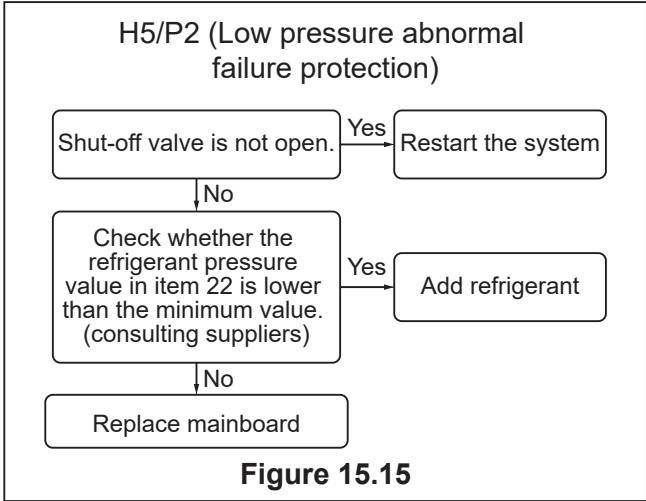 H5/P2 (Low pressure abnormal
failure protection)
Shut-off valve is not open.
Yes
Restart the system
No
Check whether the
refrigerant pressure
value in item 22 is lower
than the minimum value.
(consulting suppliers)
Yes
Add refrigerant
No
Replace mainboard
Figure 15.15